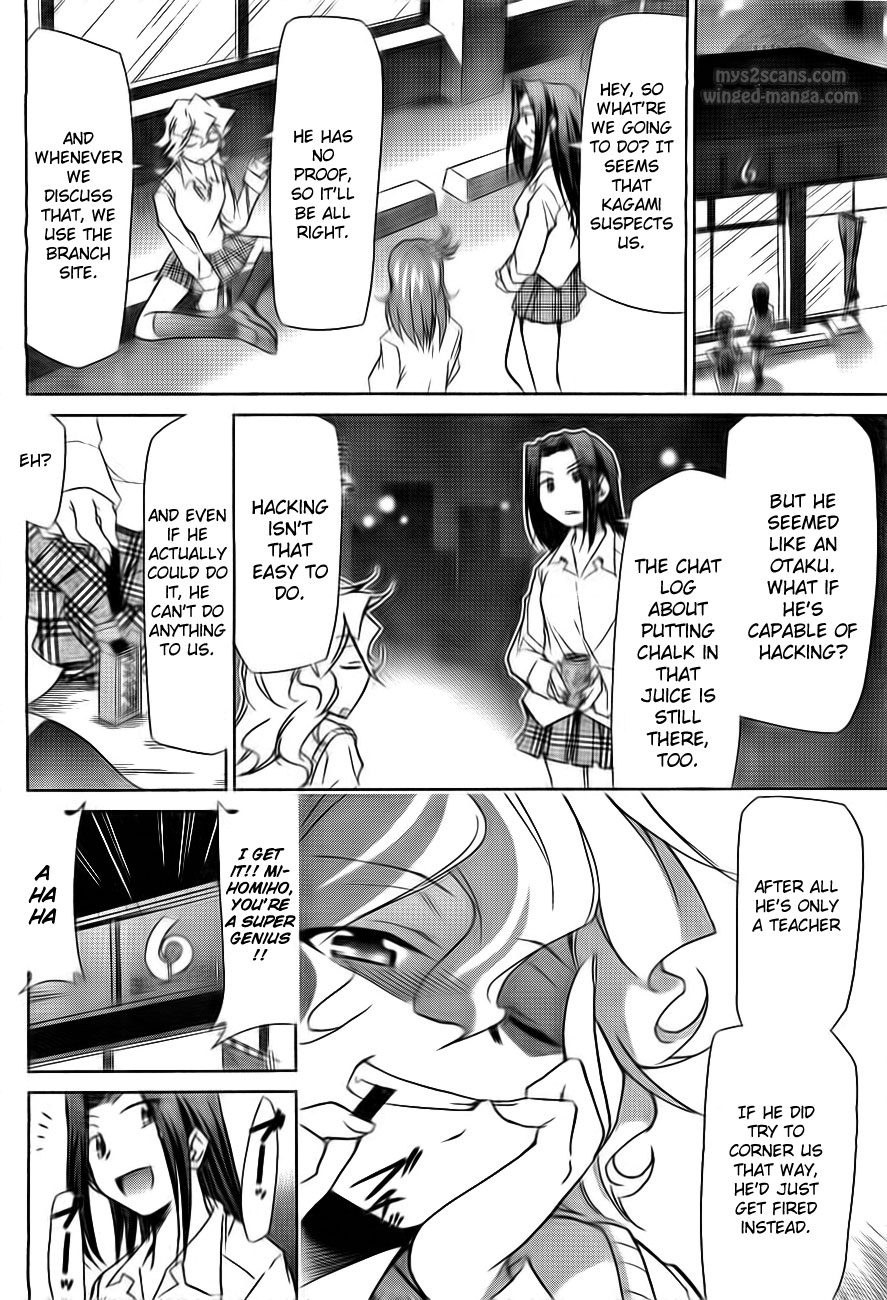 mys2scans.com
winged-manga.com
6
HEY, SO
WHAT'RE
WE GOING
TO DO? IT
SEEMS
THAT
KAGAMI
SUSPECTS
US.
HE HAS
NO
PROOF,
SO IT'LL
BE ALL
RIGHT.
AND
WHENEVER
WE
DISCUSS
THAT, WE
USE THE
BRANCH
SITE.
BUT HE
SEEMED
LIKE AN
OTAKU.
WHAT IF
HE'S
CAPABLE OF
HACKING?
THE CHAT
LOG
ABOUT
PUTTING
CHALK IN
THAT
JUICE IS
STILL
THERE,
TOO.
HACKING
ISN'T
THAT
EASY TO
DO.
AND EVEN
IF HE
ACTUALLY
COULD DO
IT, HE
CAN'T DO
ANYTHING
TO US.
EH?
AFTER ALL
HE'S ONLY
A TEACHER
IF HE DID
TRY TO
CORNER US
THAT WAY,
HE'D JUST
GET FIRED
INSTEAD.
I GET
IT!! MI-
HOMIHO,
YOU'RE
A SUPER
GENIUS
!!
A
HA
HA
6